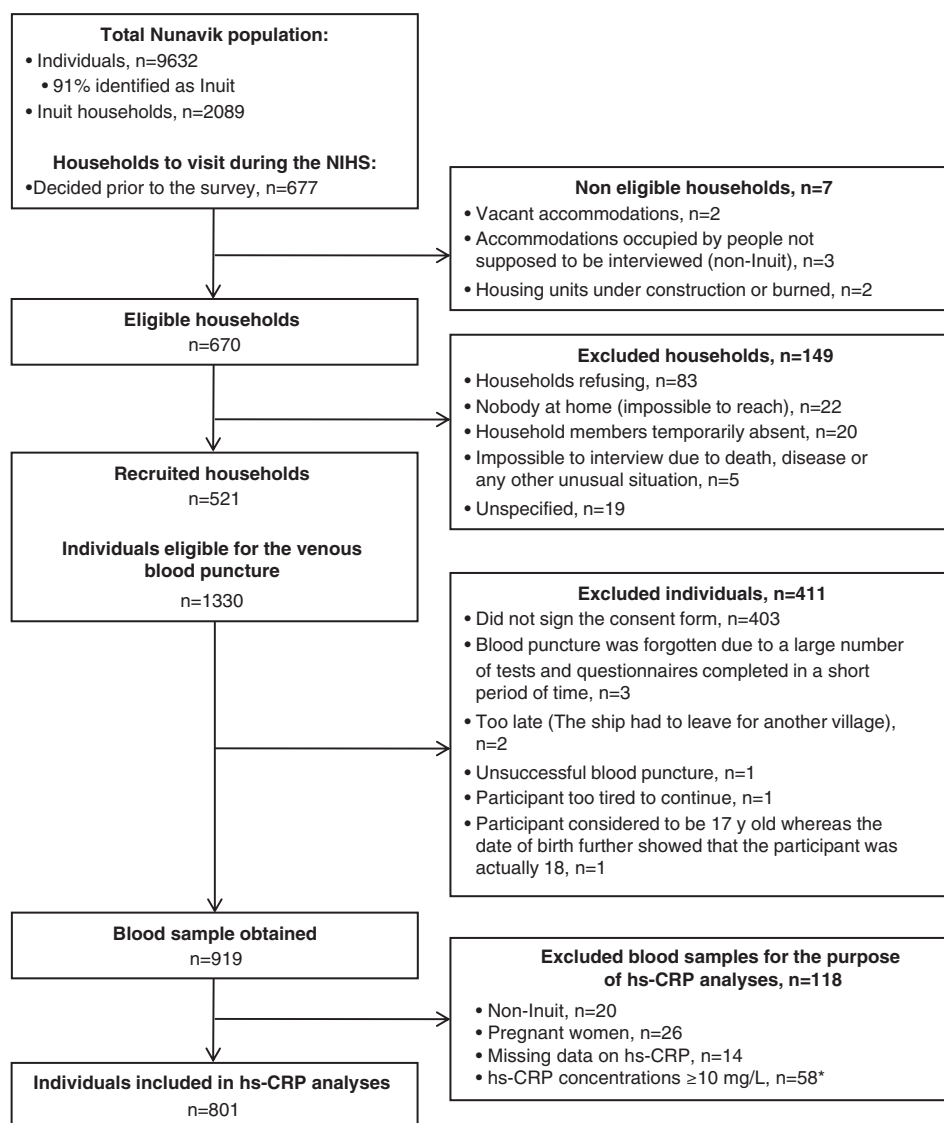 Total Nunavik population:
• Individuals, n=9632
• 91% identified as Inuit
• Inuit households, n=2089
Households to visit during the NIHS:
•Decided prior to the survey, n=677
Non eligible households, n=7
• Vacant accommodations, n=2
• Accommodations occupied by people not
supposed to be interviewed (non-Inuit), n=3
• Housing units under construction or burned, n=2
Eligible households
n=670
Excluded households, n=149
• Households refusing, n=83
• Nobody at home (impossible to reach), n=22
• Household members temporarily absent, n=20
• Impossible to interview due to death, disease or
any other unusual situation, n=5
• Unspecified, n=19
Recruited households
n=521
Individuals eligible for the venous
blood puncture
n=1330
Excluded individuals, n=411
• Did not sign the consent form, n=403
• Blood puncture was forgotten due to a large number
of tests and questionnaires completed in a short
period of time, n=3
• Too late (The ship had to leave for another village),
n=2
• Unsuccessful blood puncture, n=1
• Participant too tired to continue, n=1
• Participant considered to be 17 y old whereas the
date of birth further showed that the participant was
actually 18, n=1
Blood sample obtained
n=919
Excluded blood samples for the purpose
of hs-CRP analyses, n=118
• Non-Inuit, n=20
• Pregnant women, n=26
• Missing data on hs-CRP, n=14
• hs-CRP concentrations ≥10 mg/L, n=58*
Individuals included in hs-CRP analyses
n=801